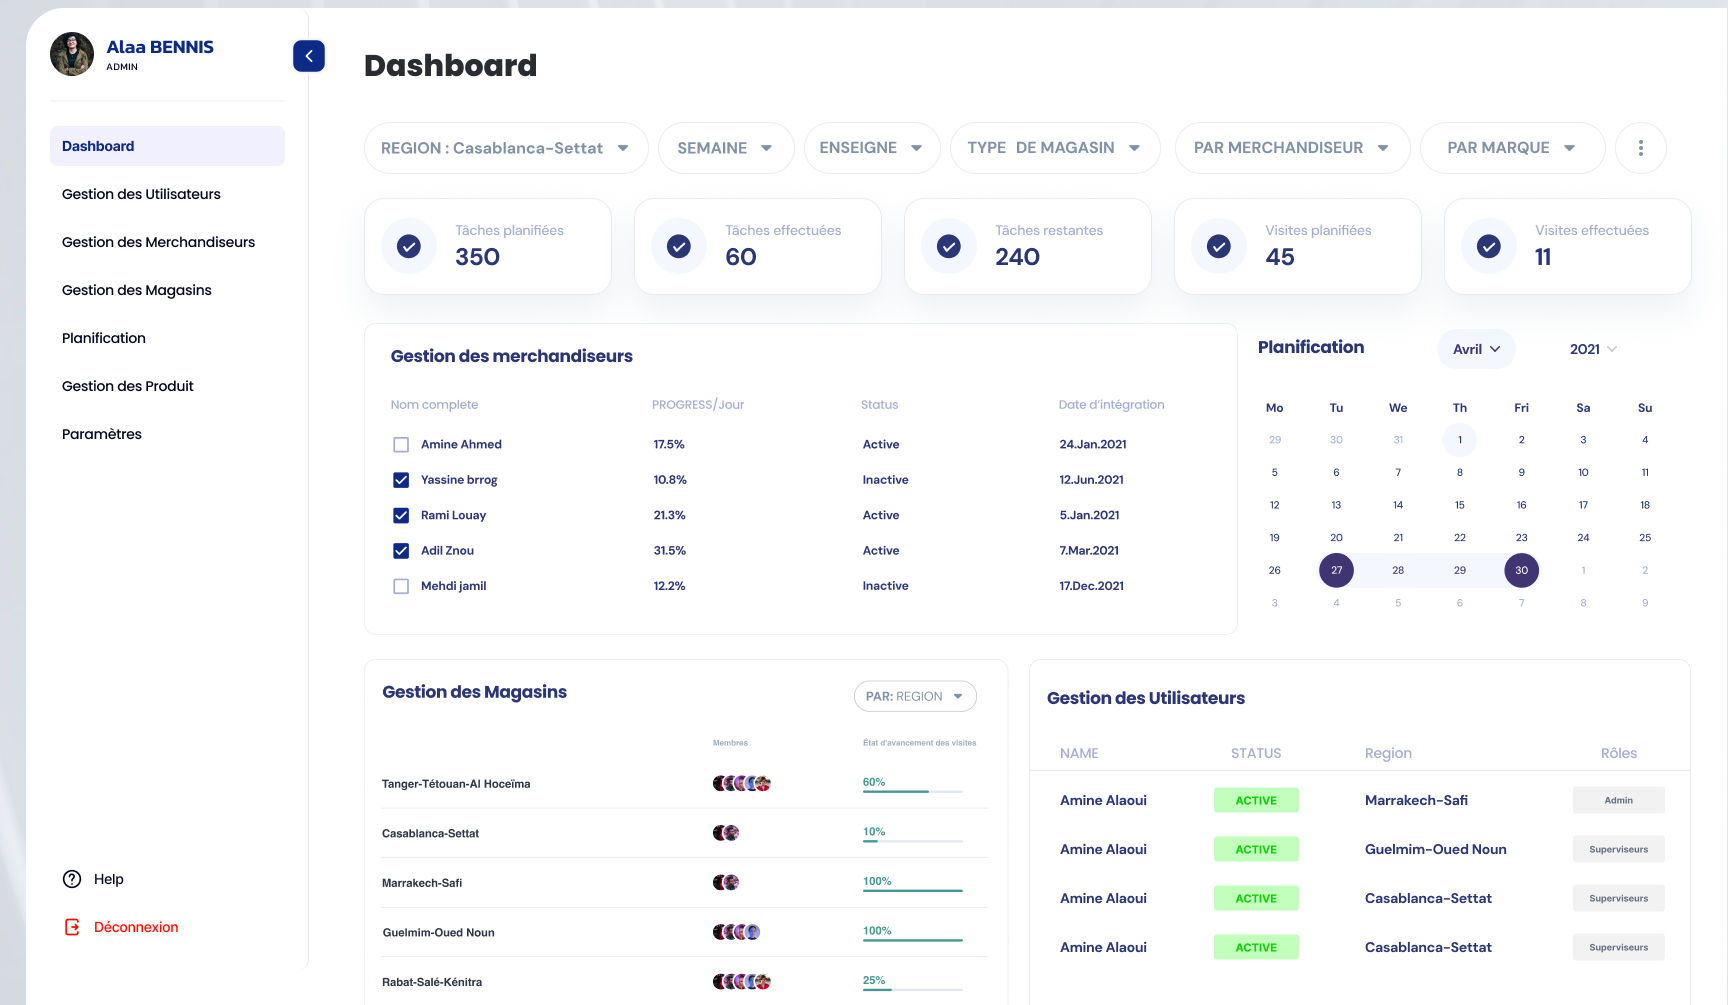 Alaa BENNIS
ADMIN
Dashboard
Gestion des Utilisateurs
Gestion des Merchandiseurs
Gestion des Magasins
Planification
Gestion des Produit
Paramètres
Help
Déconnexion
Dashboard
REGION : Casablanca-Settat
SEMAINE
ENSEIGNE
TYPE DE MAGASIN
PAR MERCHANDISEUR
PAR MARQUE
Tâches planifiées
350
Tâches effectuées
60
Tâches restantes
240
Visites planifiées
45
Visites effectuées
11
Gestion des merchandiseurs
Nom complete PROGRESS/Jour Status Date d'intégration
Amine Ahmed 17.5% Active 24.Jan.2021
Yassine brrog 10.8% Inactive 12.Jun.2021
Rami Louay 21.3% Active 5.Jan.2021
Adil Znou 31.5% Active 7.Mar.2021
Mehdi jamil 12.2% Inactive 17.Dec.2021
Planification Avril 2021
Mo Tu We Th Fri Sa Su
29 30 31 1 2 3 4
5 6 7 8 9 10 11
12 13 14 15 16 17 18
19 20 21 22 23 24 25
26 27 28 29 30 1 2
3 4 5 6 7 8 9
Gestion des Magasins
PAR: REGION
Membres État d'avancement des visites
Tanger-Tétouan-Al Hoceïma 60%
Casablanca-Settat 10%
Marrakech-Safi 100%
Guelmim-Oued Noun 100%
Rabat-Salé-Kénitra 25%
Gestion des Utilisateurs
NAME STATUS Region Rôles
Amine Alaoui ACTIVE Marrakech-Safi Admin
Amine Alaoui ACTIVE Guelmim-Oued Noun Superviseurs
Amine Alaoui ACTIVE Casablanca-Settat Superviseurs
Amine Alaoui ACTIVE Casablanca-Settat Superviseurs